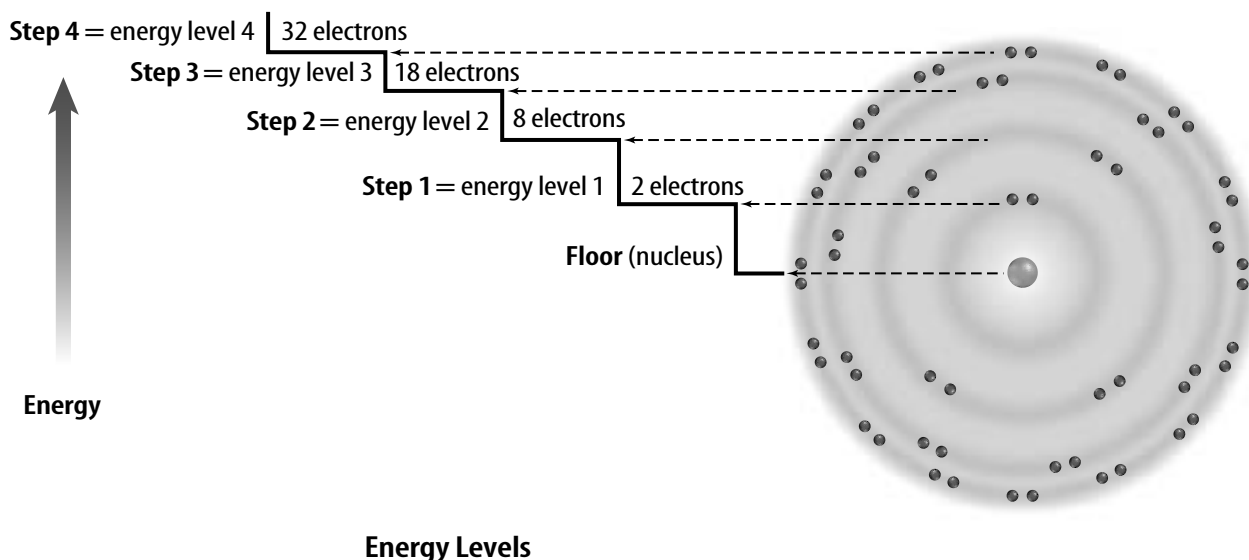 Step 4 = energy level 4 32 electrons
Step 3 = energy level 3 18 electrons
Step 2 = energy level 2 8 electrons
Step 1 = energy level 1 2 electrons
Floor (nucleus)
Energy
Energy Levels